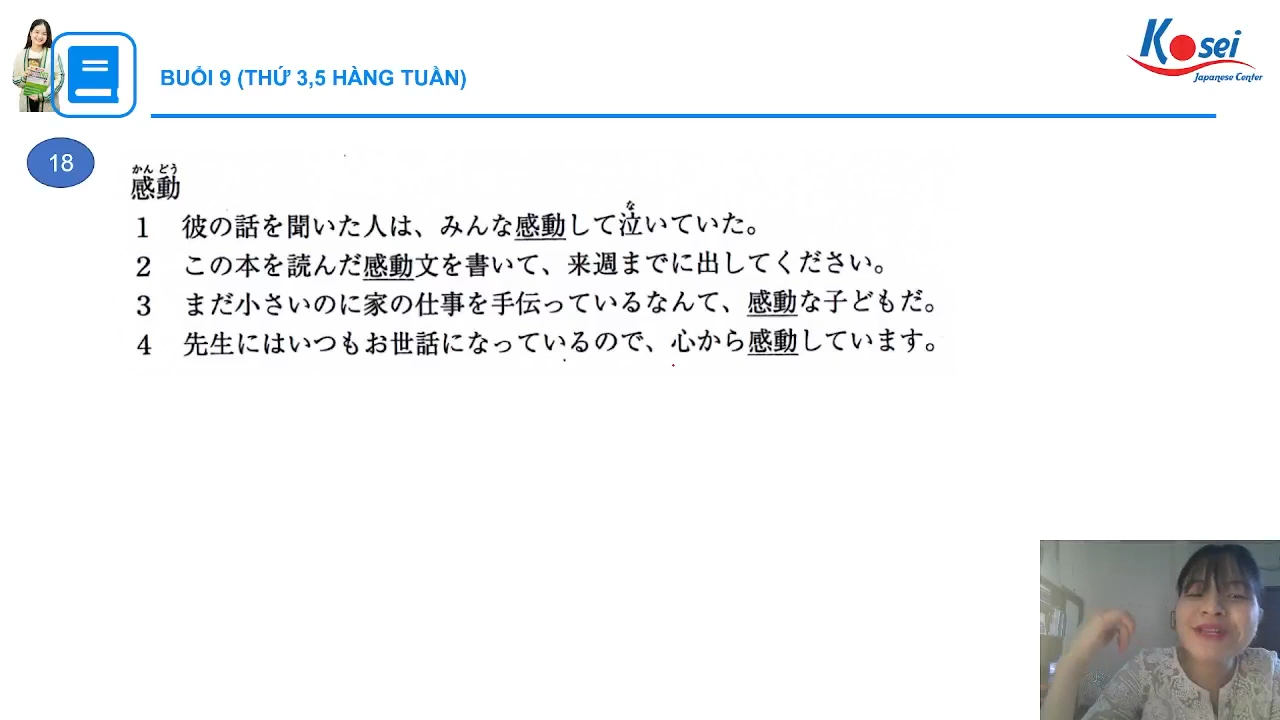 BUỔI 9 (THỨ 3,5 HÀNG TUẦN)
Kosei
Japanese Center
18
かんどう
感動
1 彼の話を聞いた人は、みんな感動して泣いていた。
な
2 この本を読んだ感動文を書いて、来週までに出してください。
3 まだ小さいのに家の仕事を手伝っているなんて、感動な子どもだ。
4 先生にはいつもお世話になっているので、心から感動しています。